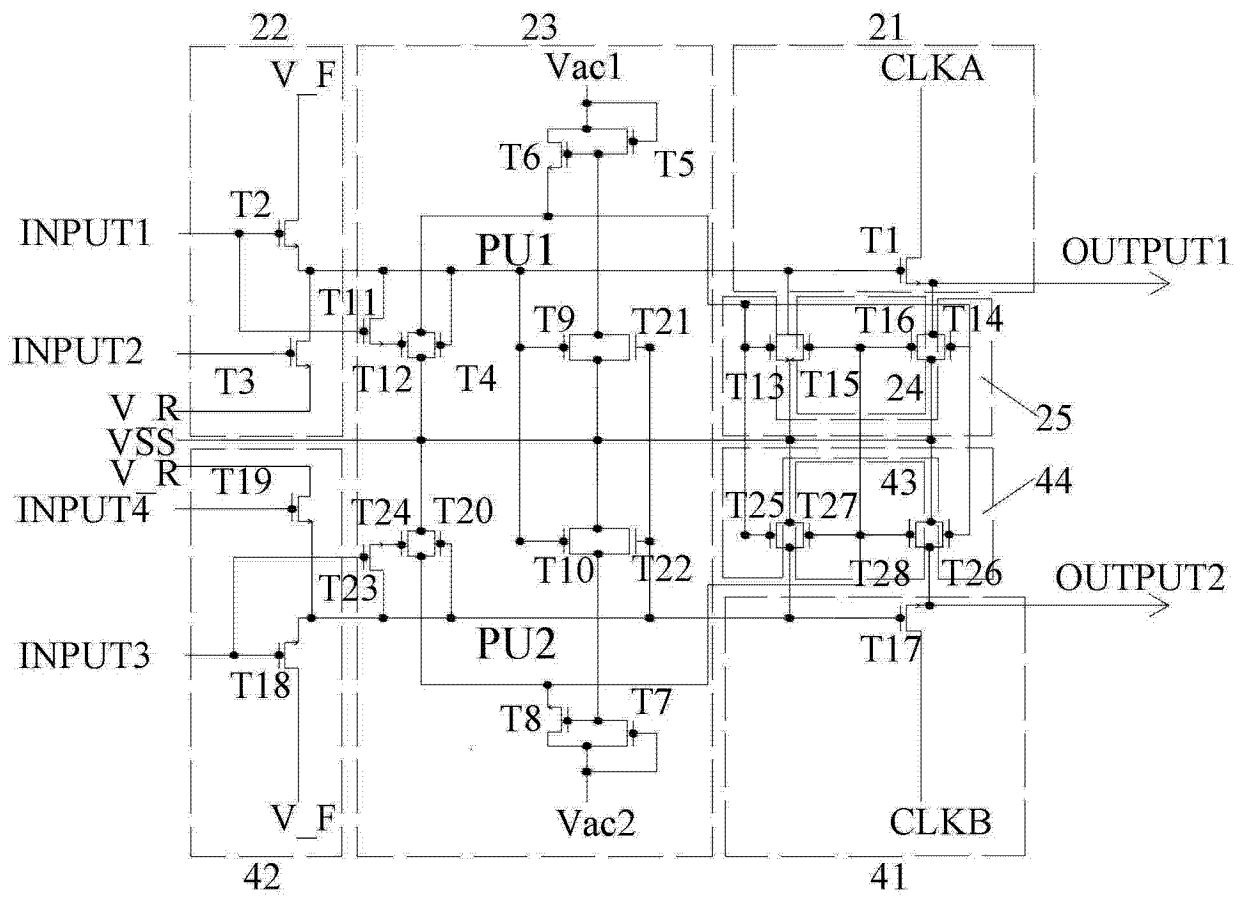 22 23 21
V_F Vac1 CLKA
T6 T5
T2 T1
INPUT1 PU1 OUTPUT1
T11 T9 T21 T16 T14
INPUT2
T3 T12 T4 T13 T15 24
V_R 25
VSS
V_R
T19 T25 T27 43 44
INPUT4 T24 T20
T23 T10 T22 T28 T26
OUTPUT2
INPUT3 PU2 T17
T18
T8 T7
V_F Vac2 CLKB
42 41